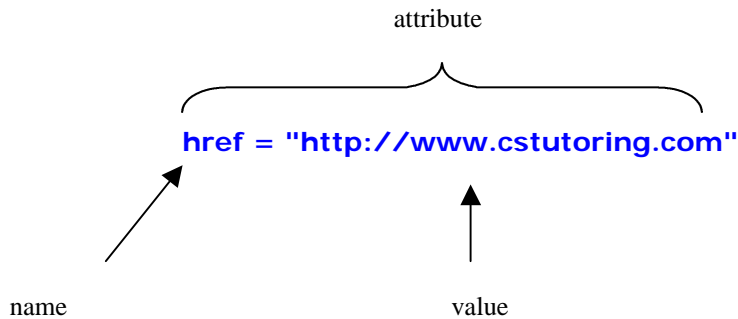 attribute
href = "http://www.cstutoring.com"
name value